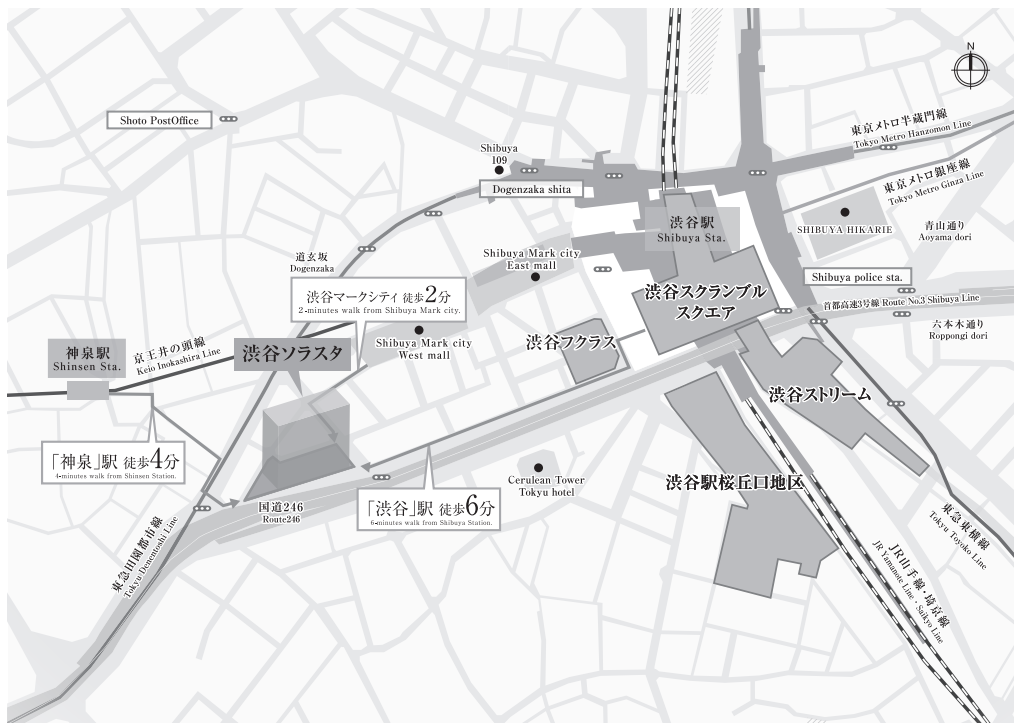 N
Shoto PostOffice
東京メトロ半蔵門線
Tokyo Metro Hanzomon Line
Shibuya
109
Dogenzaka shita
東京メトロ銀座線
Tokyo Metro Ginza Line
渋谷駅
Shibuya Sta.
SHIBUYA HIKARIE
青山通り
Aoyama dori
道玄坂
Dogenzaka
Shibuya Mark city
East mall
Shibuya police sta.
渋谷マークシティ 徒歩2分
2-minutes walk from Shibuya Mark city.
渋谷スクランブル
スクエア
首都高速3号線 Route No.3 Shibuya Line
六本木通り
Roppongi dori
神泉駅
Shinsen Sta.
京王井の頭線
Keio Inokashira Line
渋谷ソラスタ
Shibuya Mark city
West mall
渋谷フクラス
渋谷ストリーム
「神泉」駅 徒歩4分
4-minutes walk from Shinsen Station.
Cerulean Tower
Tokyu hotel
渋谷駅桜丘口地区
「渋谷」駅 徒歩6分
6-minutes walk from Shibuya Station.
国道246
Route246
東急田園都市線
Tokyu Denentoshi Line
東急東横線
Tokyu Toyoko Line
JR山手線・埼京線
JR Yamanote Line・Saikyo Line